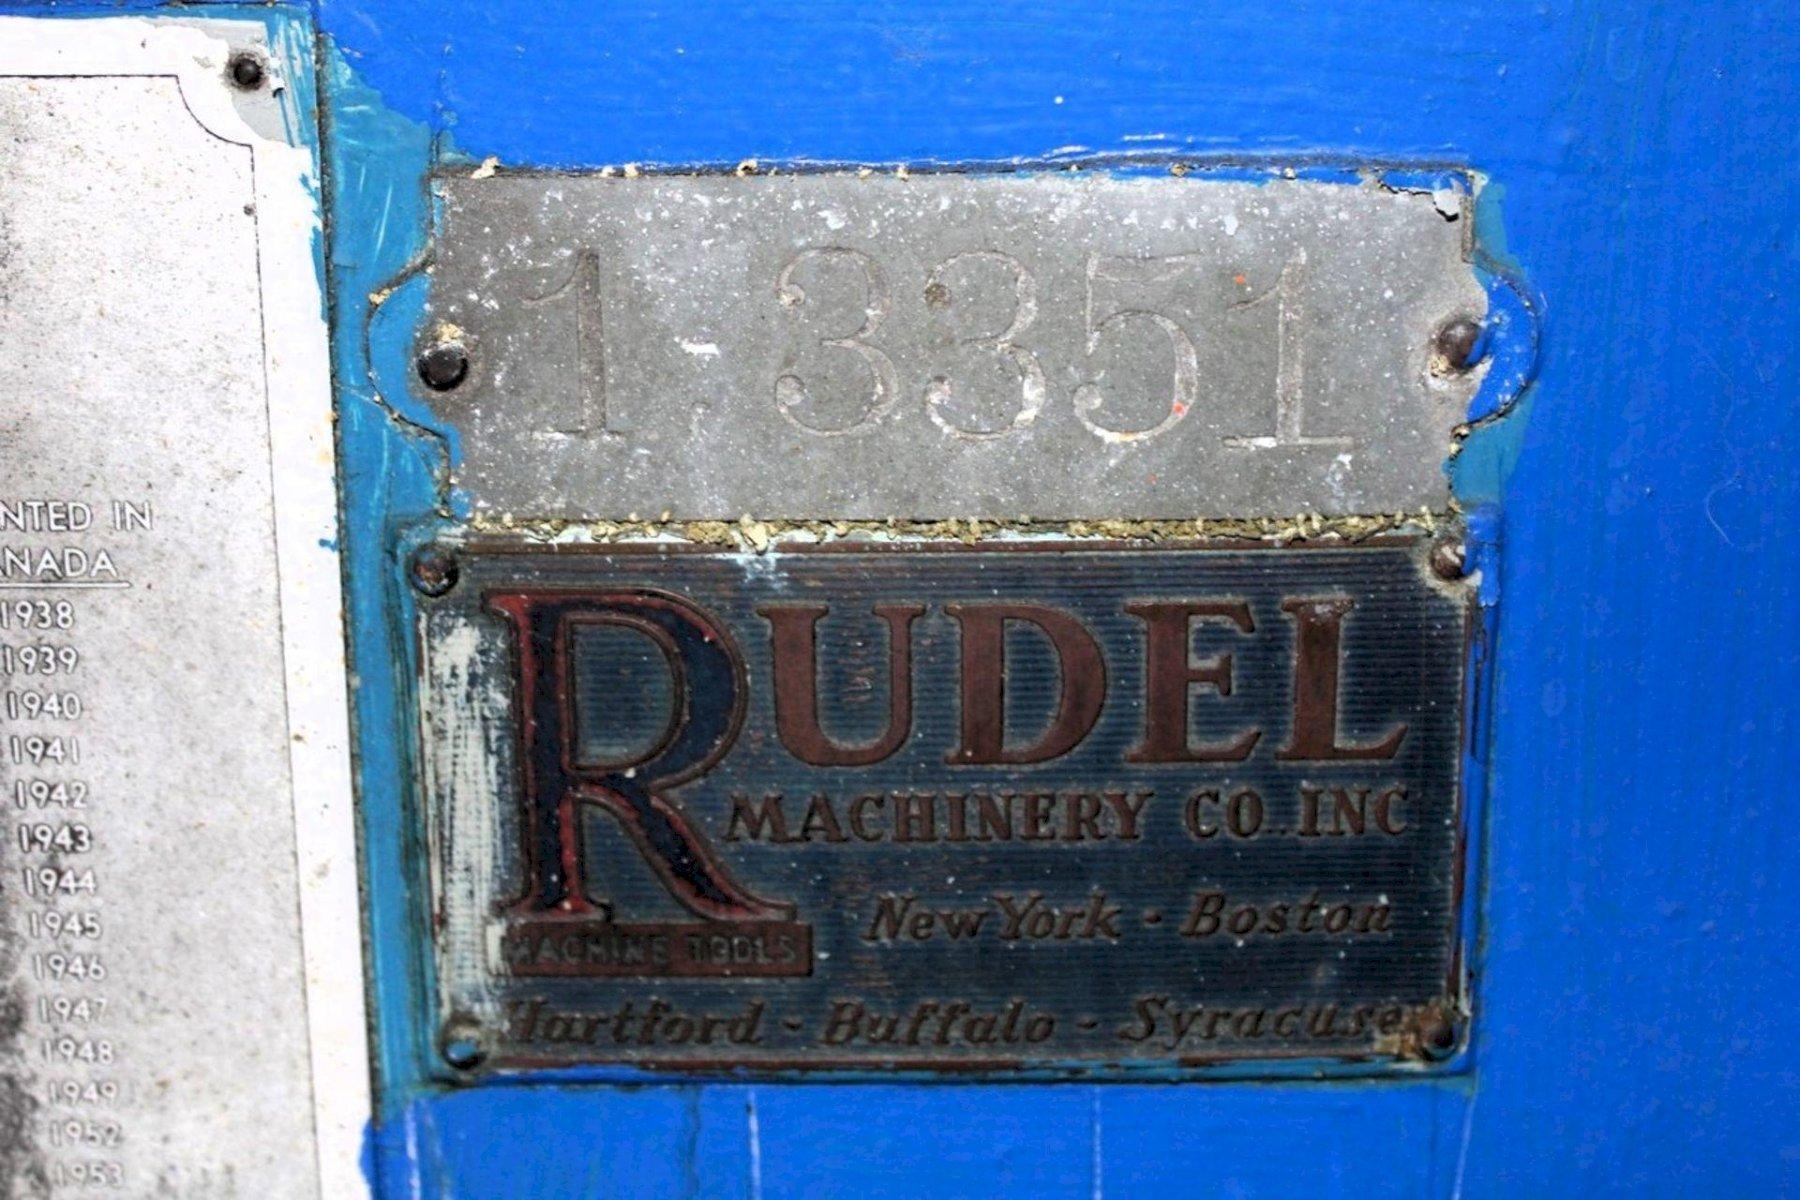 NTED IN
ANADA
1938
1939
1940
1941
1942
1943
1944
1945
1946
1947
1948
1949
1952
1953
1 3351
RUDEL
MACHINERY CO. INC
New York - Boston
MACHINE TOOLS
Hartford - Buffalo - Syracuse